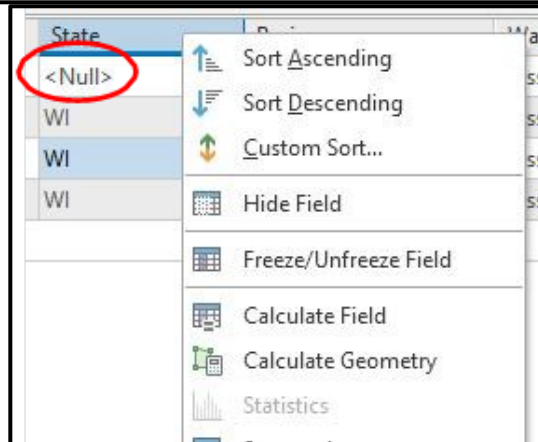 State
<Null>
WI
WI
WI
Sort Ascending
Sort Descending
Custom Sort...
Hide Field
Freeze/Unfreeze Field
Calculate Field
Calculate Geometry
Statistics